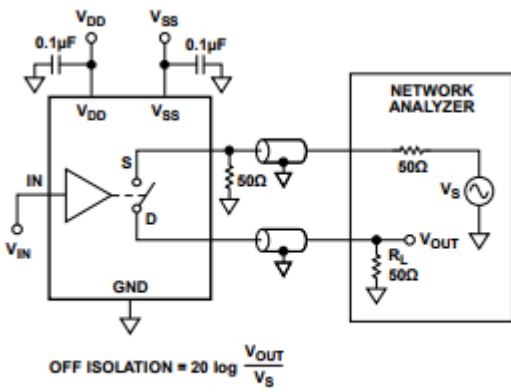 VDD
VSS
0.1µF
0.1µF
VDD
VSS
NETWORK
ANALYZER
S
50Ω
50Ω
VS
IN
D
VOUT
VIN
RL
50Ω
GND
OFF ISOLATION = 20 log VOUT
VS